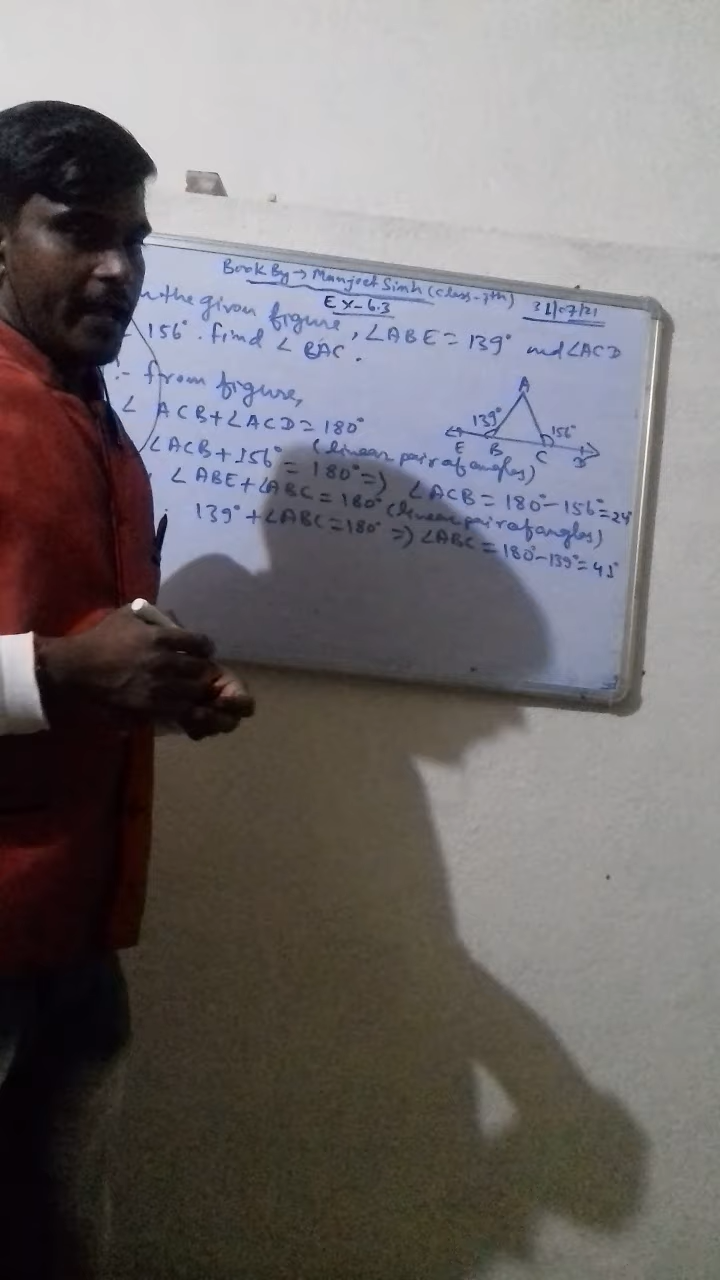 Book By → Manjeet Sinh (class-7th) 31/07/21
Ex-6.3
the given figure, ∠ABE = 139° and ∠ACD
= 156°. find ∠BAC.
:- from figure,
∠ACB+∠ACD = 180°
(linear pair of angles)
∠ACB+156° = 180° =) ∠ACB = 180°-156° = 24°
∠ABE+∠ABC = 180° (linear pair of angles)
139°+∠ABC = 180° =) ∠ABC = 180°-139° = 41°
A
139° 156°
E B C D